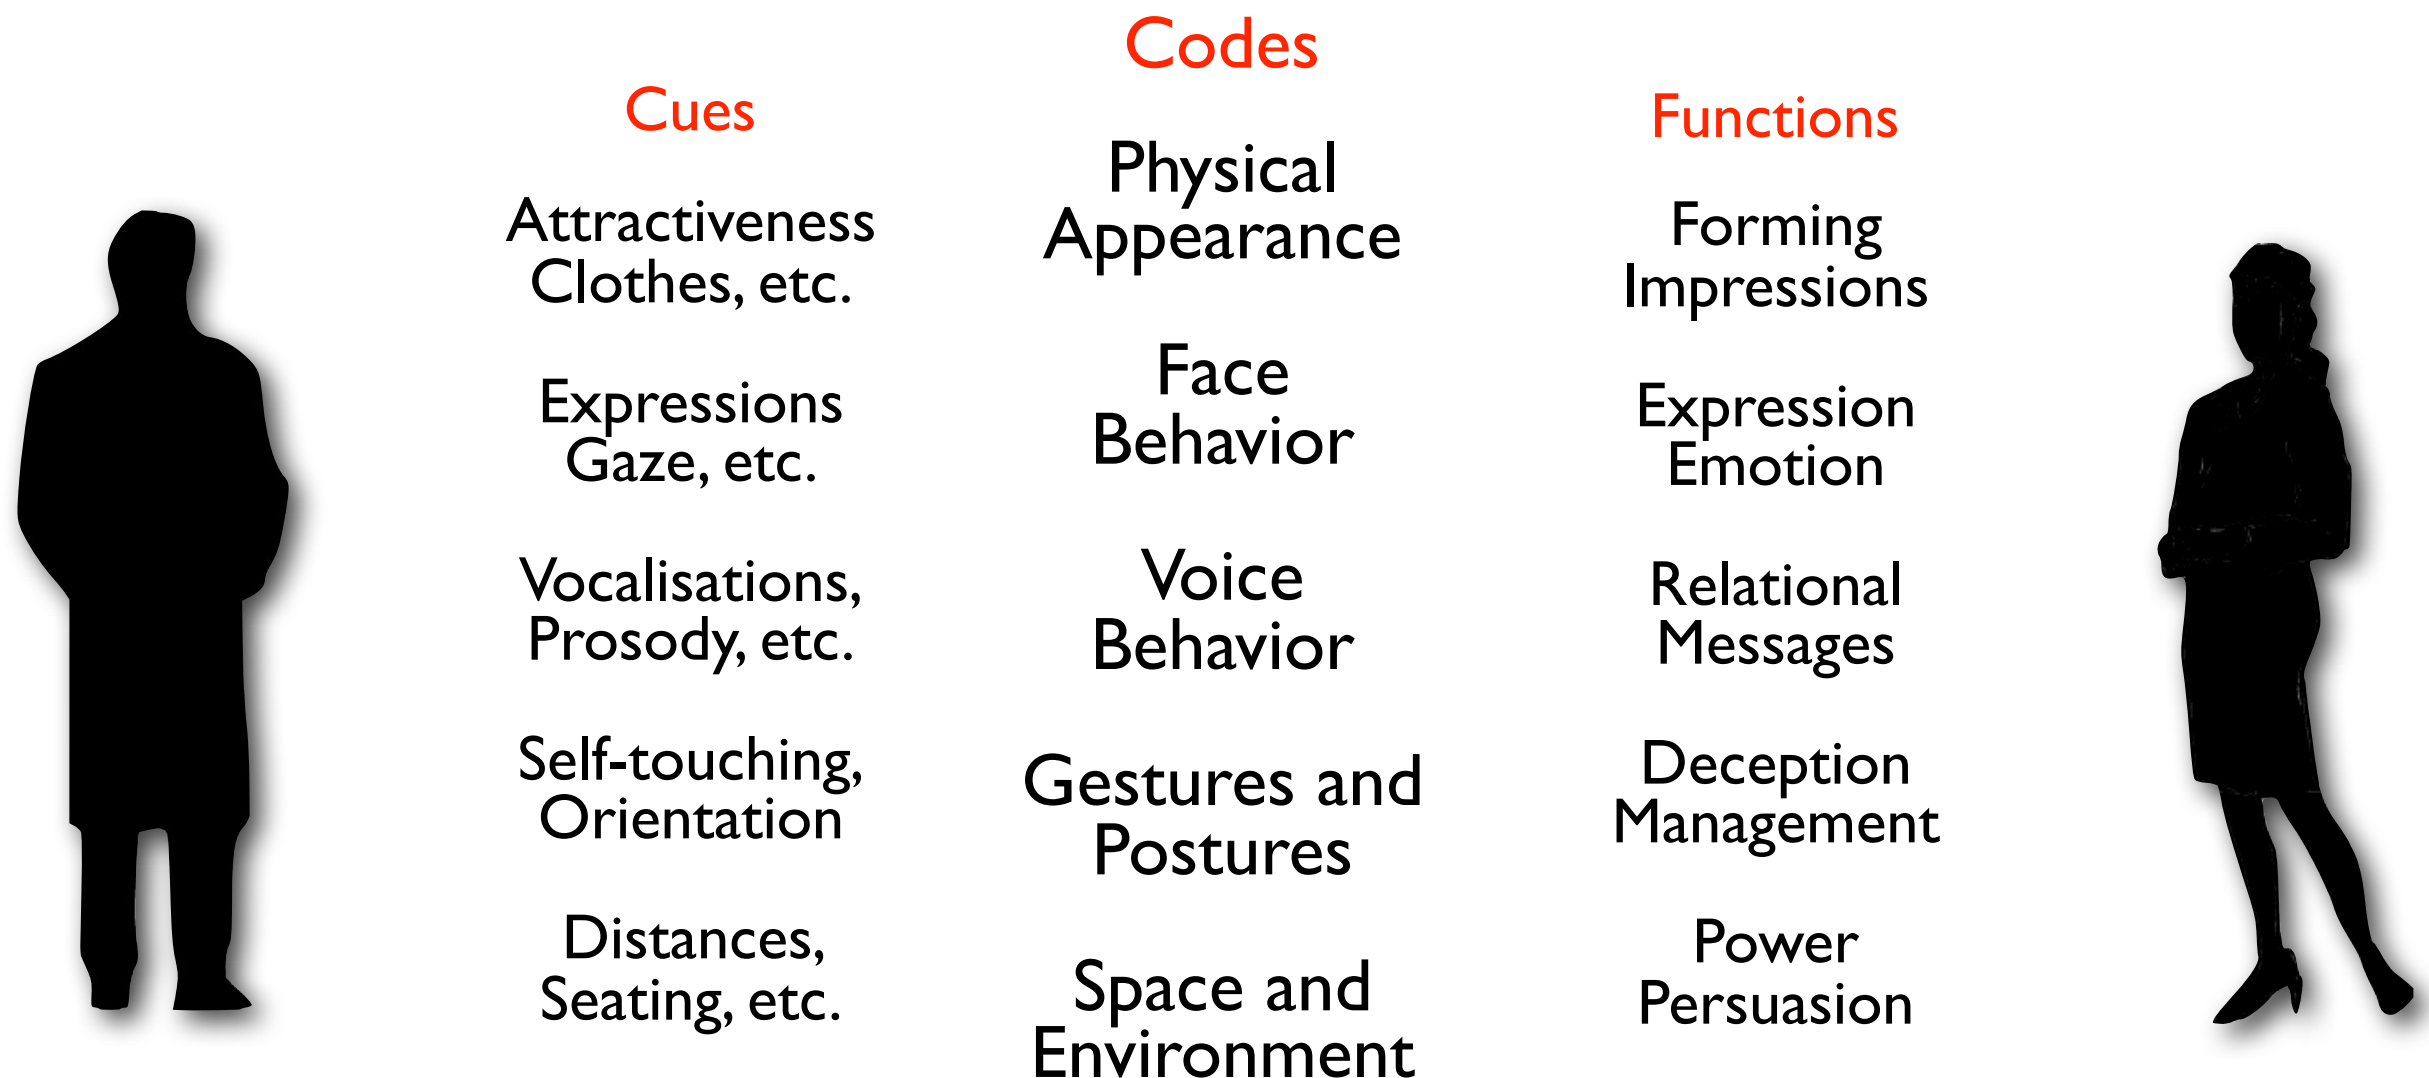 Codes
Cues
Functions
Attractiveness
Clothes, etc.
Expressions
Gaze, etc.
Vocalisations,
Prosody, etc.
Self-touching,
Orientation
Distances,
Seating, etc.
Physical
Appearance
Face
Behavior
Voice
Behavior
Gestures and
Postures
Space and
Environment
Forming
Impressions
Expression
Emotion
Relational
Messages
Deception
Management
Power
Persuasion